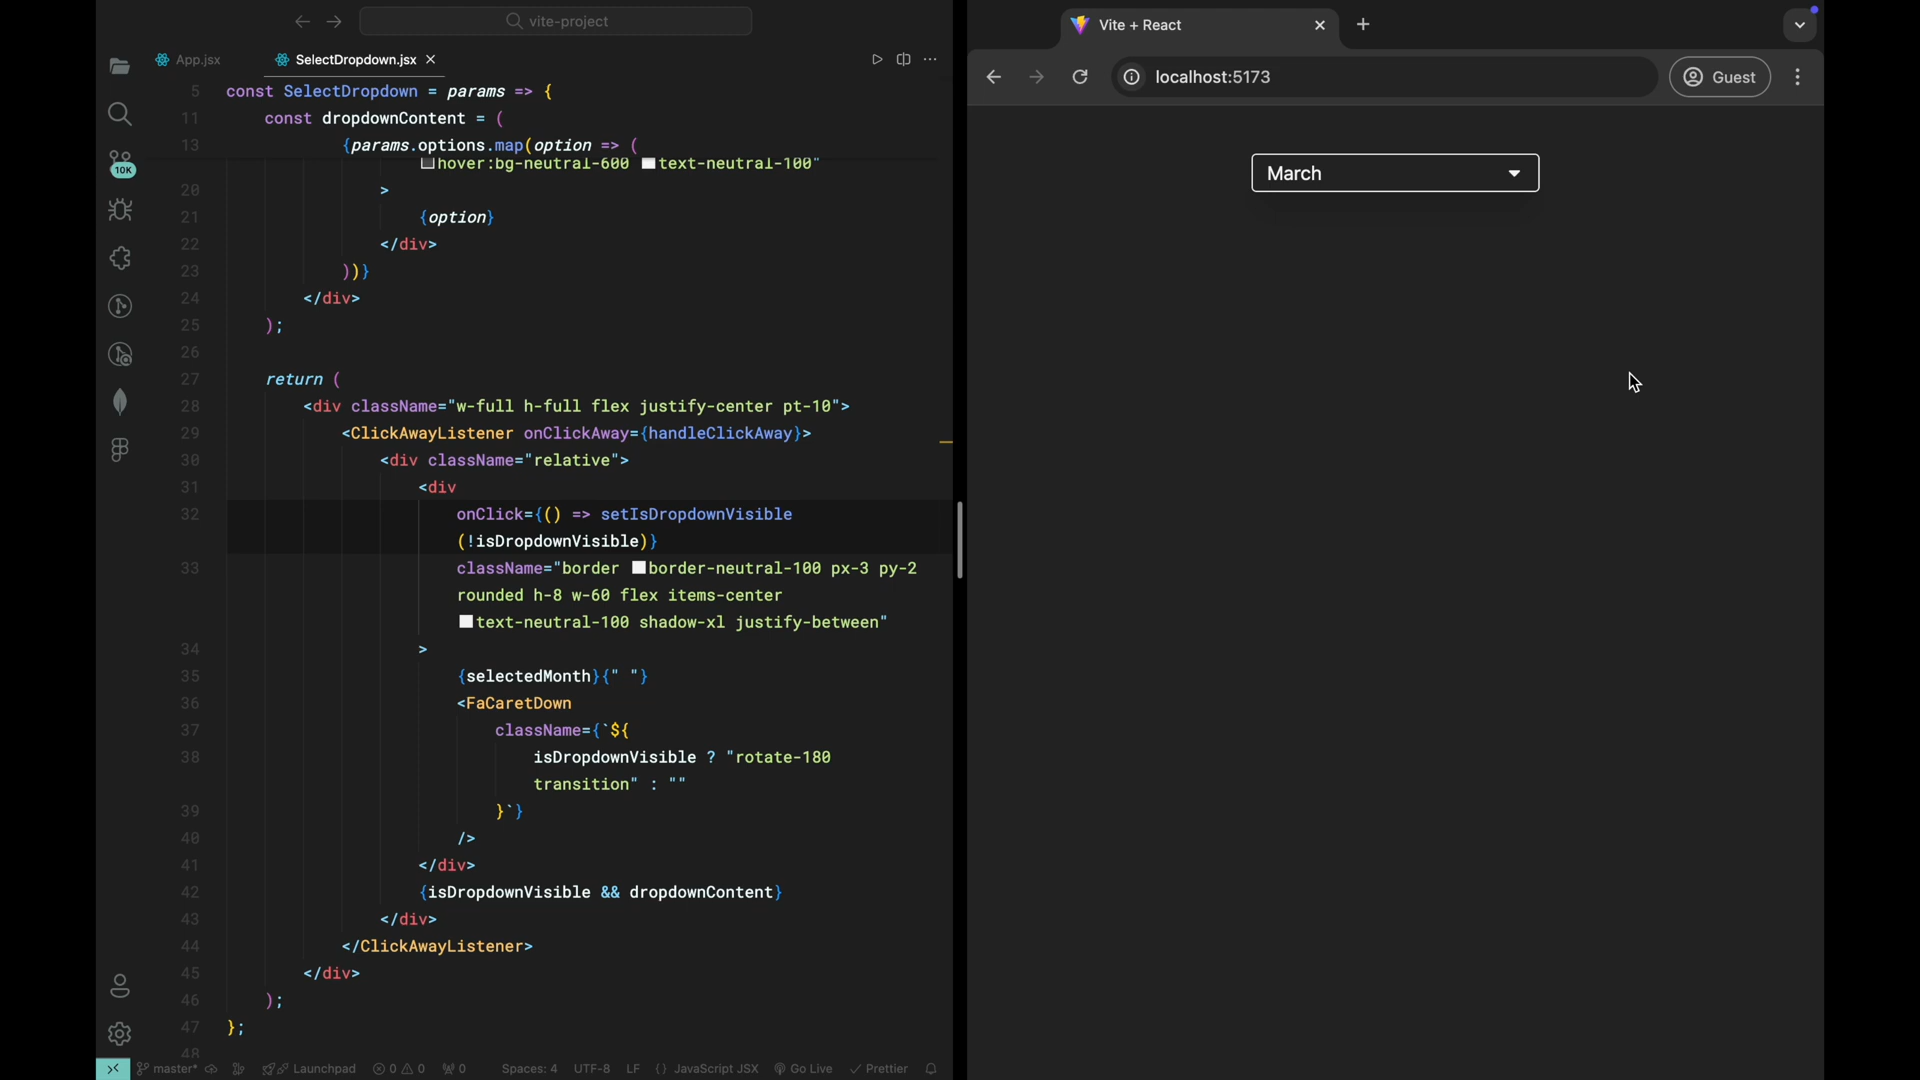 vite-project
App.jsx
SelectDropdown.jsx
5 const SelectDropdown = params => {
11 const dropdownContent = (
13 {params.options.map(option => (
hover:bg-neutral-600 text-neutral-100"
20 >
21 {option}
22 </div>
23 ))}
24 </div>
25 );
26
27 return (
28 <div className="w-full h-full flex justify-center pt-10">
29 <ClickAwayListener onClickAway={handleClickAway}>
30 <div className="relative">
31 <div
32 onClick={() => setIsDropdownVisible
(!isDropdownVisible)}
33 className="border border-neutral-100 px-3 py-2
rounded h-8 w-60 flex items-center
text-neutral-100 shadow-xl justify-between"
34 >
35 {selectedMonth}{" "}
36 <FaCaretDown
37 className={`${
38 isDropdownVisible ? "rotate-180
transition" : ""
39 }`}
40 />
41 </div>
42 {isDropdownVisible && dropdownContent}
43 </div>
44 </ClickAwayListener>
45 </div>
46 );
47 };
48
10K
master* Launchpad 0 0 0 Spaces: 4 UTF-8 LF {} JavaScript JSX Go Live Prettier
Vite + React
localhost:5173
Guest
March